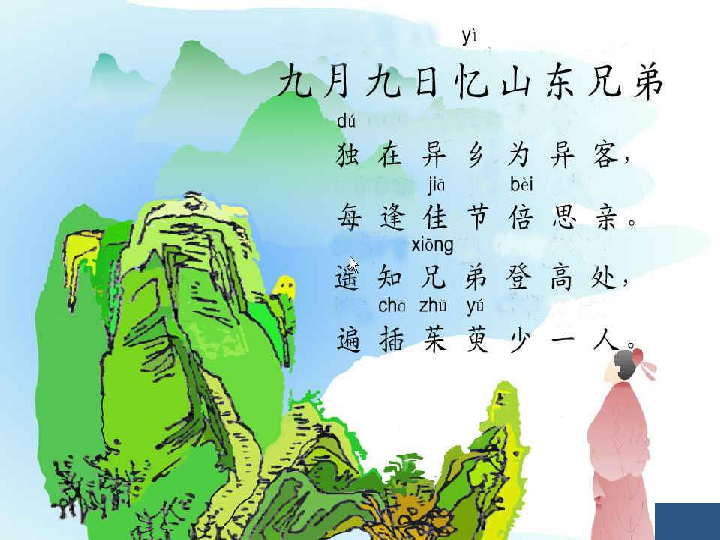 yì
九月九日忆山东兄弟
dú
独在异乡为异客，
jiā bèi
每逢佳节倍思亲。
xiōng
遥知兄弟登高处，
chā zhū yú
遍插茱萸少一人。